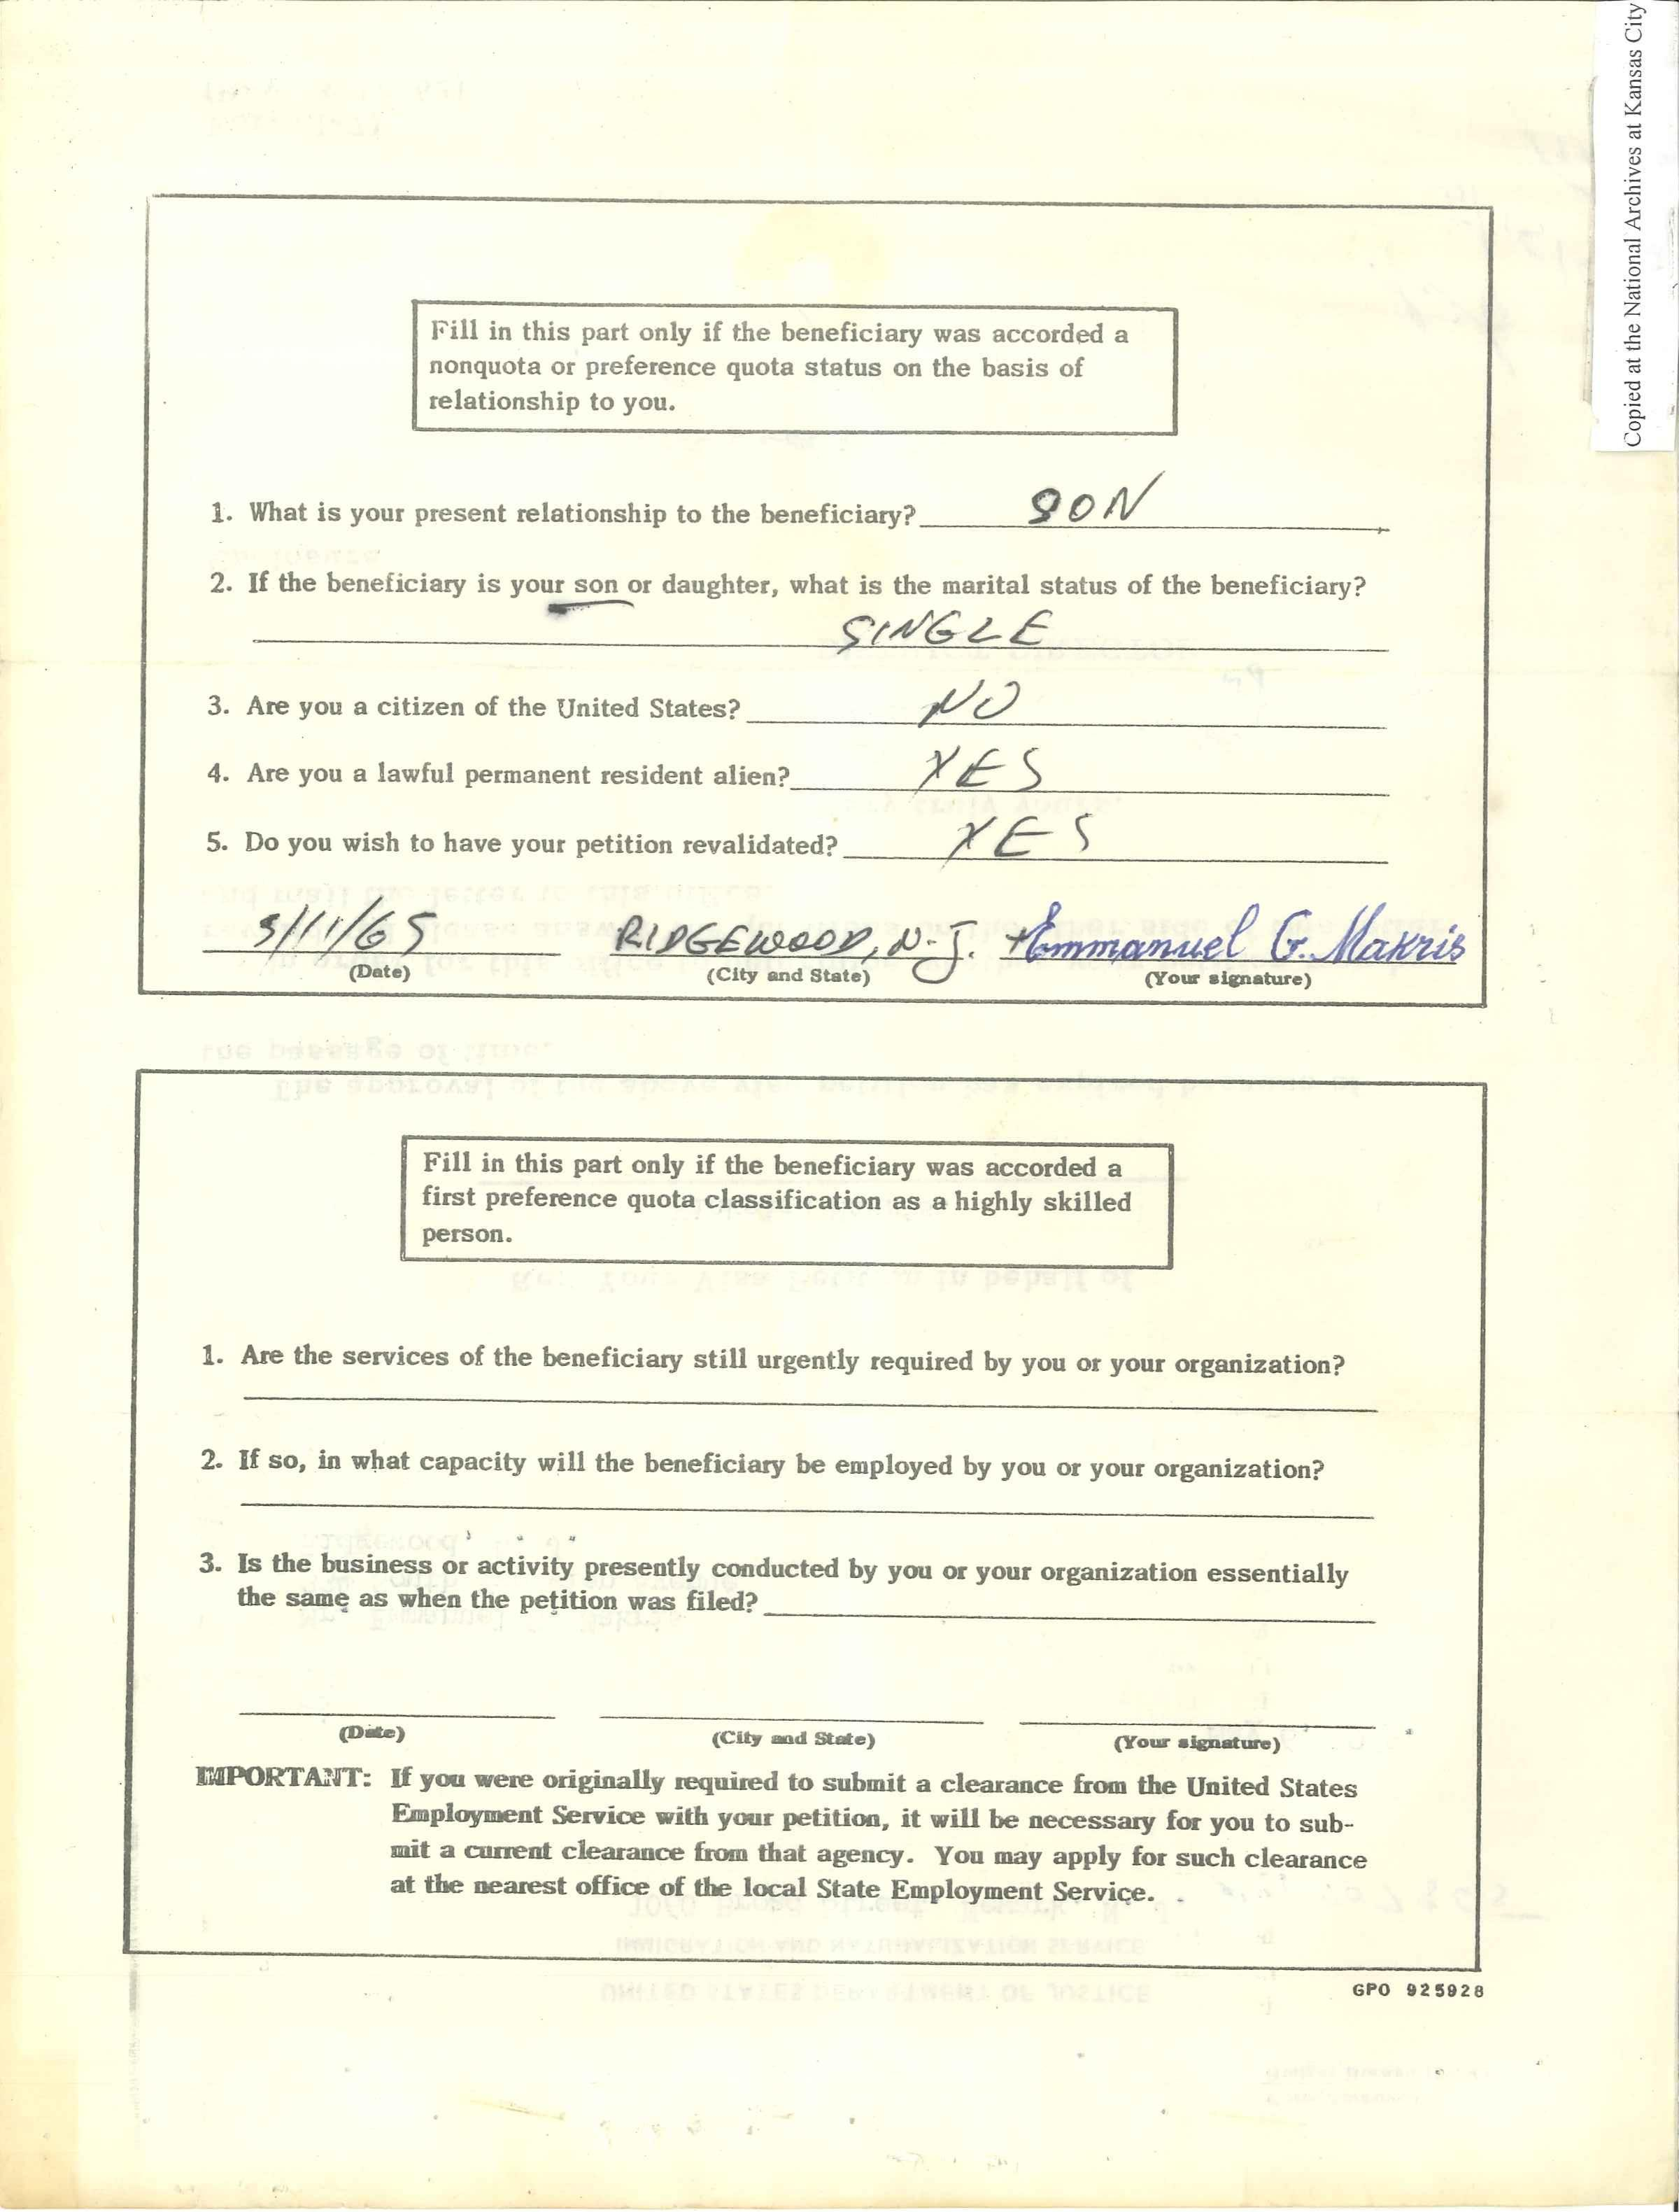 Copied at the National Archives at Kansas City
Fill in this part only if the beneficiary was accorded a
nonquota or preference quota status on the basis of
relationship to you.
1. What is your present relationship to the beneficiary? SON
2. If the beneficiary is your son or daughter, what is the marital status of the beneficiary?
SINGLE
3. Are you a citizen of the United States? NO
4. Are you a lawful permanent resident alien? YES
5. Do you wish to have your petition revalidated? YES
3/11/65 RIDGEWOOD, N.J. +Emmanuel G. Makris
(Date) (City and State) (Your signature)
Fill in this part only if the beneficiary was accorded a
first preference quota classification as a highly skilled
person.
1. Are the services of the beneficiary still urgently required by you or your organization?
2. If so, in what capacity will the beneficiary be employed by you or your organization?
3. Is the business or activity presently conducted by you or your organization essentially
the same as when the petition was filed?
(Date) (City and State) (Your signature)
IMPORTANT: If you were originally required to submit a clearance from the United States
Employment Service with your petition, it will be necessary for you to sub-
mit a current clearance from that agency. You may apply for such clearance
at the nearest office of the local State Employment Service.
GPO 925928